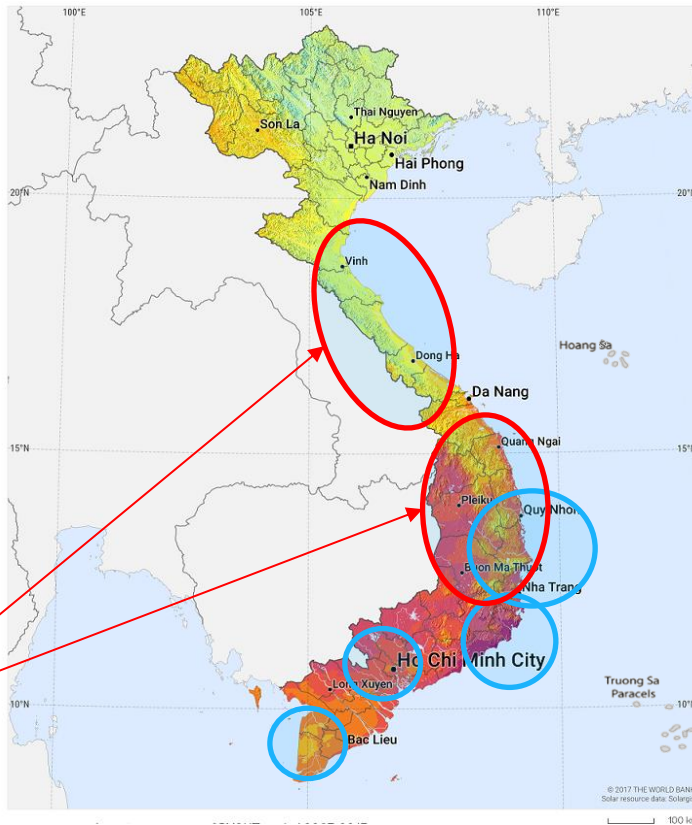 100°E
105°E
110°E
Thai Nguyen
Son La
Ha Noi
Hai Phong
Nam Dinh
20°N
20°N
Vinh
Dong Ha
Hoang Sa
Da Nang
15°N
15°N
Quang Ngai
Pleiku
Quy Nhon
Buon Ma Thuot
Nha Trang
Ho Chi Minh City
Long Xuyen
Truong Sa
Paracels
10°N
10°N
Bac Lieu
© 2017 THE WORLD BANK
Solar resource data: Solargis
100 km